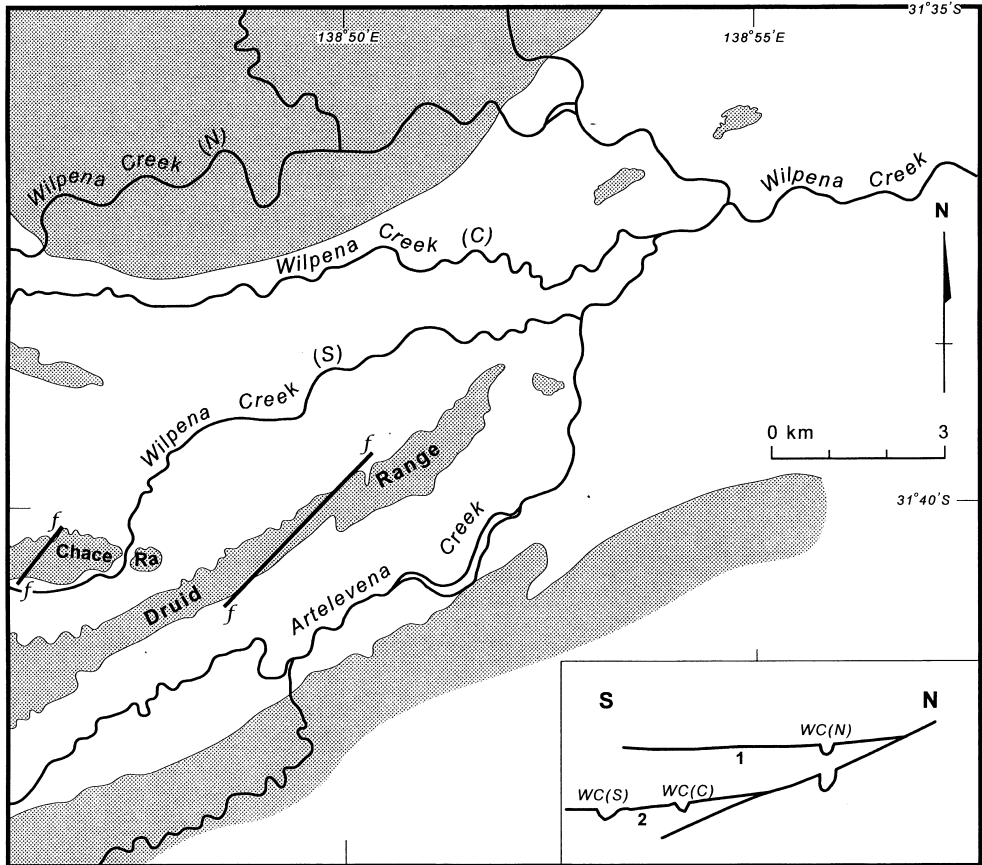 31°35'S
138°50'E
138°55'E
Wilpena Creek (N)
Wilpena Creek
N
Wilpena Creek (C)
(S)
Wilpena Creek
0 km 3
f
Range
31°40'S
f
Chace Ra
Creek
f
Druid
f
Artelevena
S N
WC(N)
1
WC(S) WC(C)
2